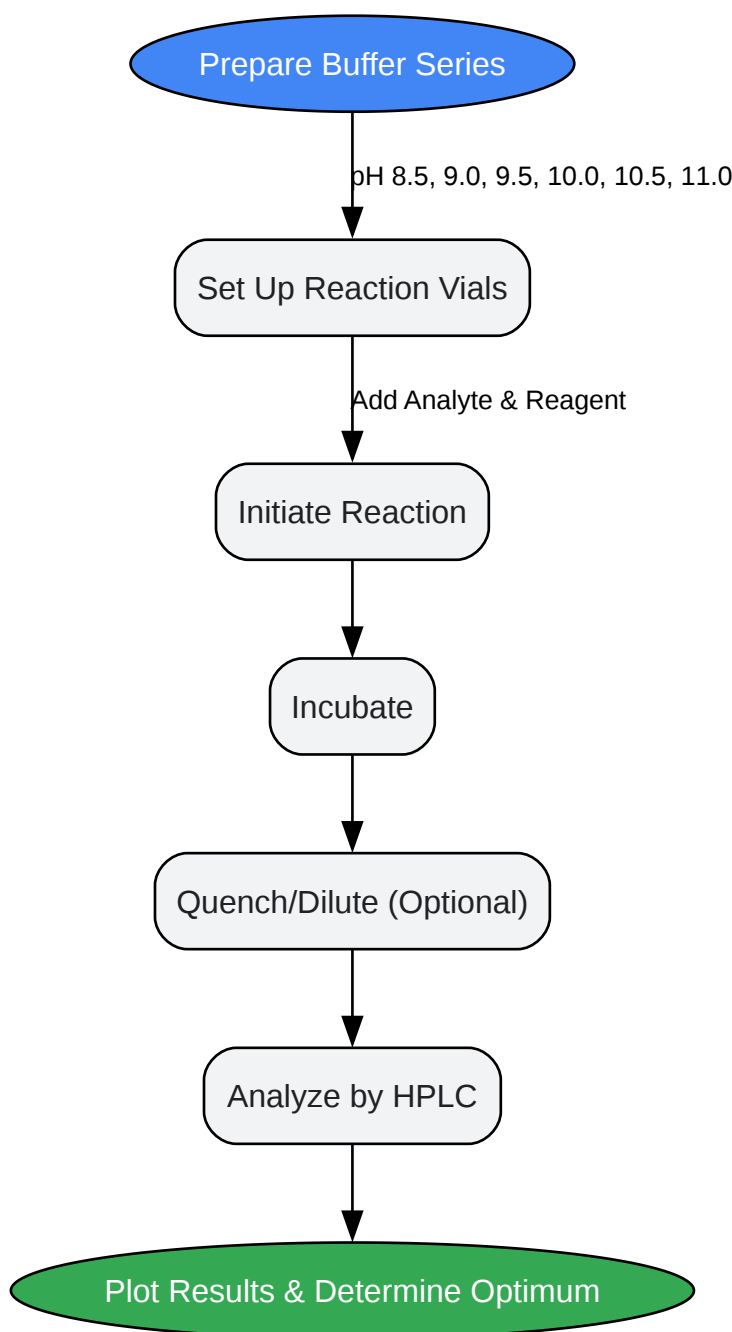 Prepare Buffer Series
pH 8.5, 9.0, 9.5, 10.0, 10.5, 11.0
Set Up Reaction Vials
Add Analyte & Reagent
Initiate Reaction
Incubate
Quench/Dilute (Optional)
Analyze by HPLC
Plot Results & Determine Optimum